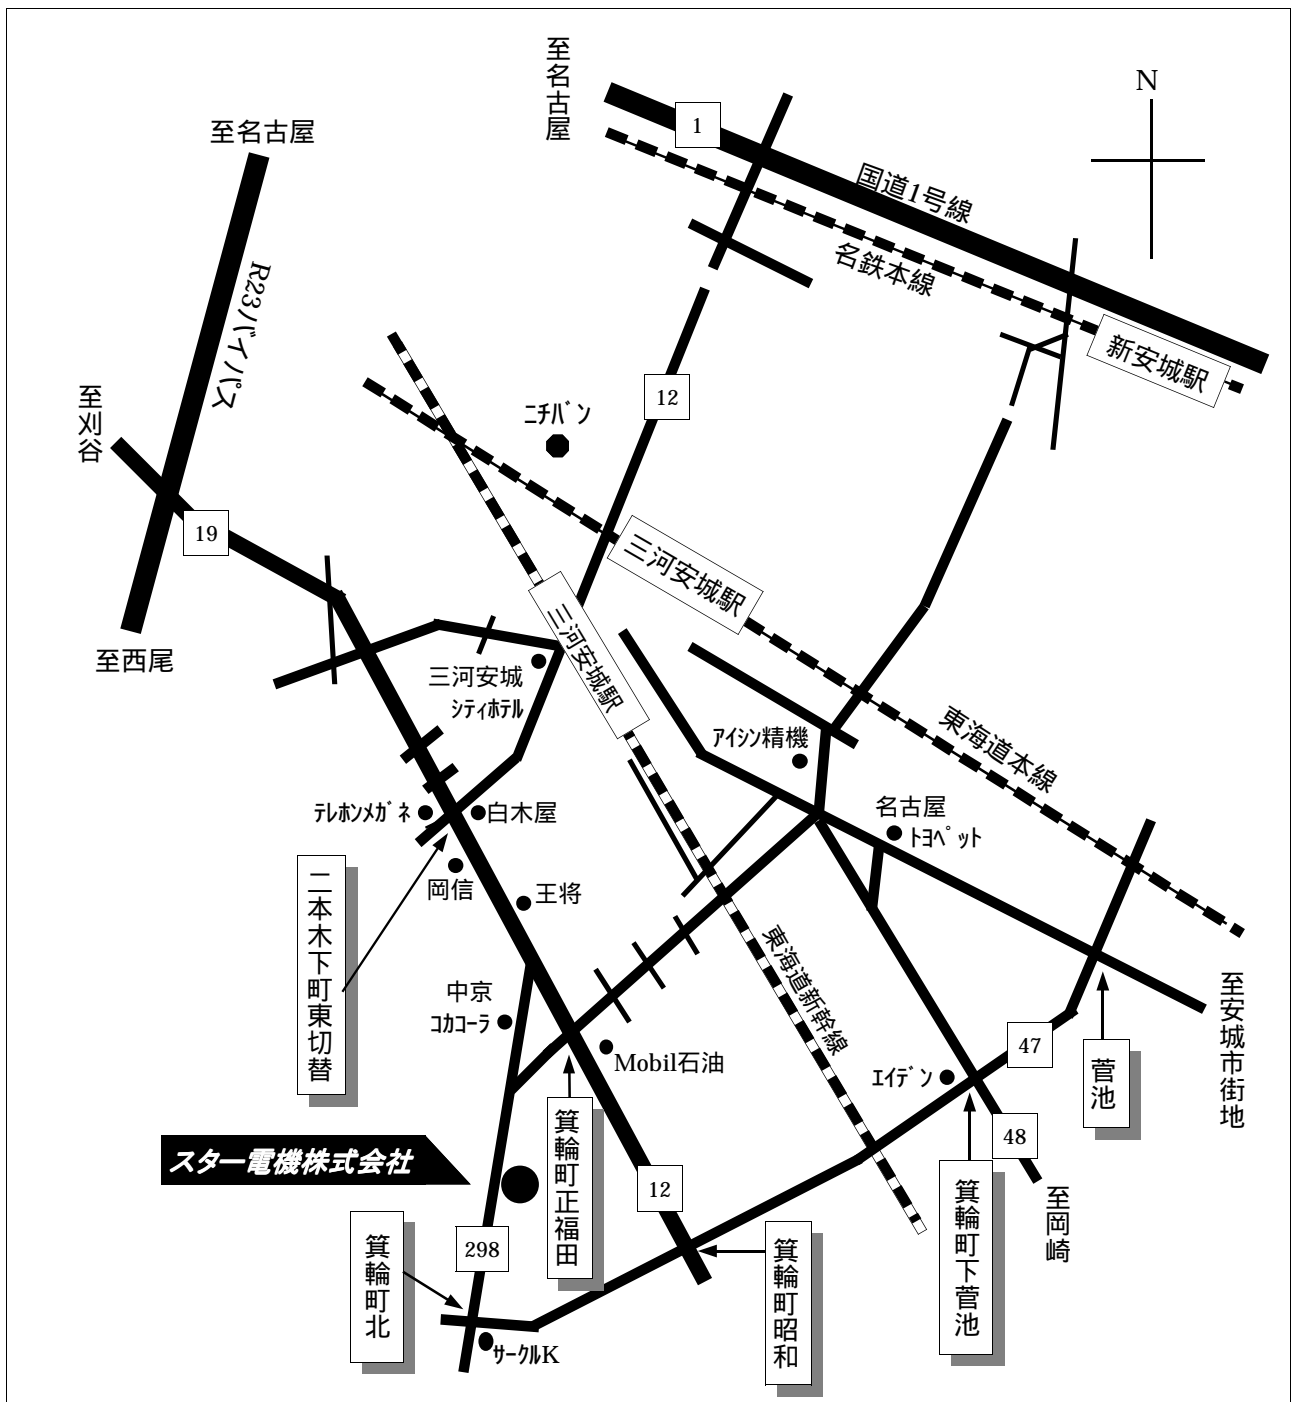 至名古屋
N
1
至名古屋
国道1号線
名鉄本線
R23バイパス
新安城駅
至刈谷
12
ﾆﾁﾊﾞﾝ
19
三河安城駅
三河安城駅
至西尾
三河安城
ｼﾃｨﾎﾃﾙ
東海道本線
ｱｲｼﾝ精機
ﾃﾚﾎﾝﾒｶﾞﾈ
白木屋
名古屋
ﾄﾖﾍﾟｯﾄ
二本木下町東切替
岡信
王将
東海道新幹線
中京
ｺｶｺｰﾗ
至安城市街地
Mobil石油
47
ｴｲﾃﾞﾝ
菅池
箕輪町正福田
48
スター電機株式会社
12
箕輪町下菅池
至岡崎
箕輪町北
298
箕輪町昭和
ｻｰｸﾙK